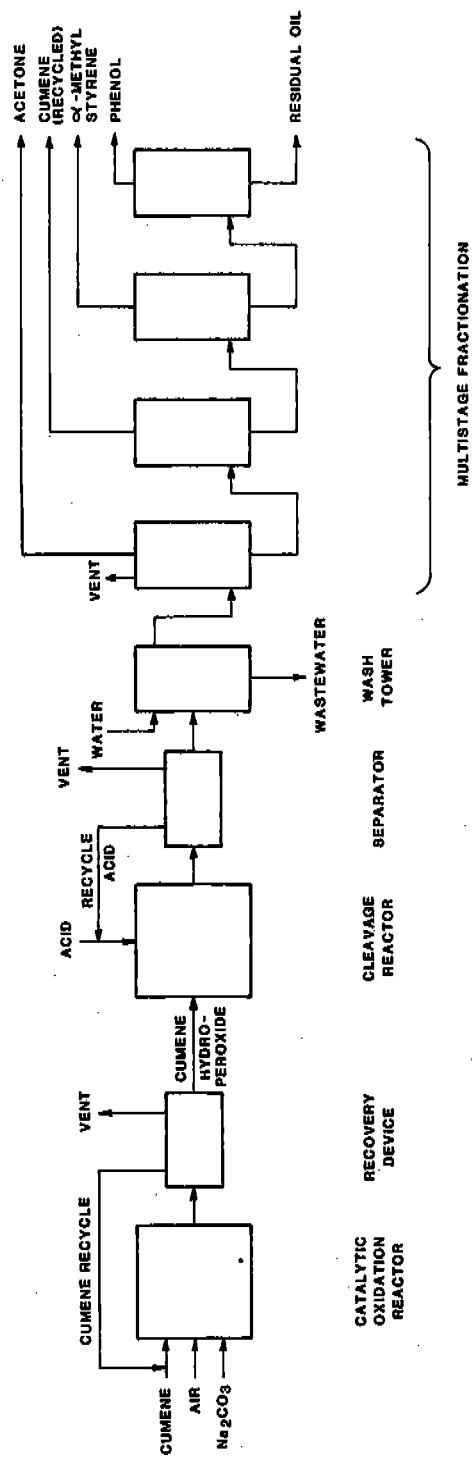 CUMENE
AIR
Na2CO3
CUMENE RECYCLE
CATALYTIC
OXIDATION
REACTOR
VENT
RECOVERY
DEVICE
CUMENE
HYDRO-
PEROXIDE
ACID
RECYCLE
ACID
CLEAVAGE
REACTOR
VENT
SEPARATOR
WATER
WASTEWATER
WASH
TOWER
VENT
MULTISTAGE FRACTIONATION
ACETONE
CUMENE
(RECYCLED)
α-METHYL
STYRENE
PHENOL
RESIDUAL OIL